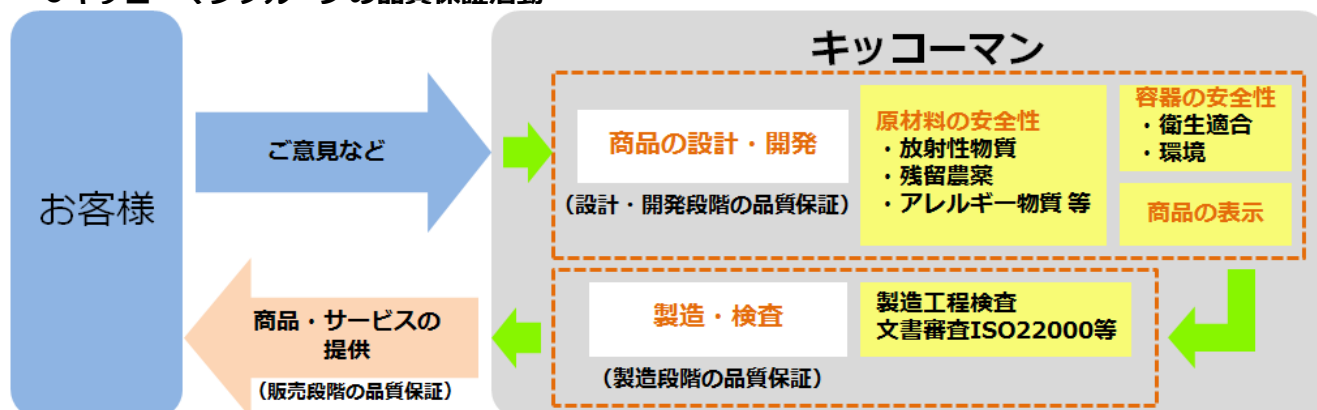 キッコーマン
お客様
ご意見など
商品の設計・開発
(設計・開発段階の品質保証)
原材料の安全性
・放射性物質
・残留農薬
・アレルギー物質 等
容器の安全性
・衛生適合
・環境
商品の表示
製造・検査
(製造段階の品質保証)
製造工程検査
文書審査ISO22000等
商品・サービスの
提供
(販売段階の品質保証)